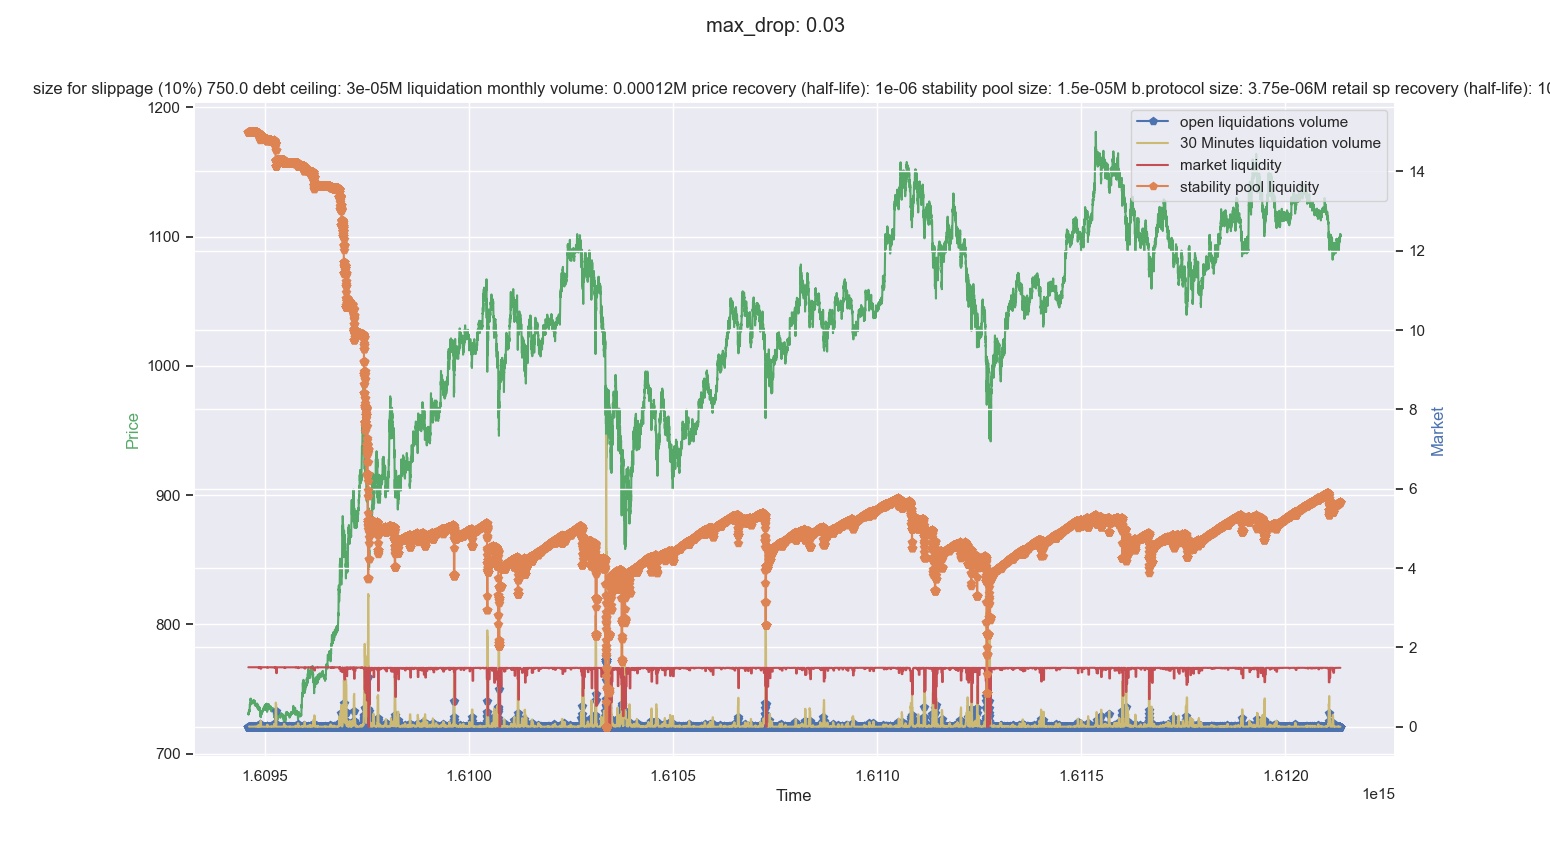 max_drop: 0.03
size for slippage (10%) 750.0 debt ceiling: 3e-05M liquidation monthly volume: 0.00012M price recovery (half-life): 1e-06 stability pool size: 1.5e-05M b.protocol size: 3.75e-06M retail sp recovery (half-life):
open liquidations volume
30 Minutes liquidation volume
market liquidity
stability pool liquidity
1200
1100
1000
900
800
700
Price
14
12
10
8
6
4
2
0
Market
1.6095
1.6100
1.6105
1.6110
1.6115
1.6120
1e15
Time